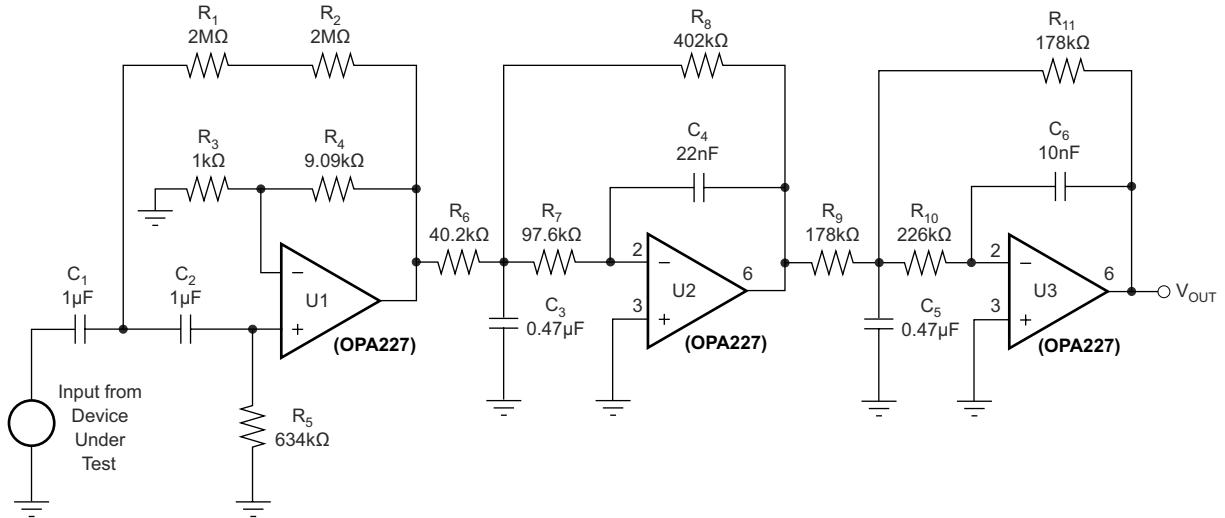 R1
2MΩ
R2
2MΩ
R8
402kΩ
R11
178kΩ
R3
1kΩ
R4
9.09kΩ
C4
22nF
C6
10nF
R6
40.2kΩ
R7
97.6kΩ
R9
178kΩ
R10
226kΩ
C1
1µF
C2
1µF
–
U1
+
(OPA227)
2
–
6
U2
3
+
(OPA227)
C3
0.47µF
2
–
6
U3
3
+
(OPA227)
C5
0.47µF
VOUT
Input from
Device
Under
Test
R5
634kΩ